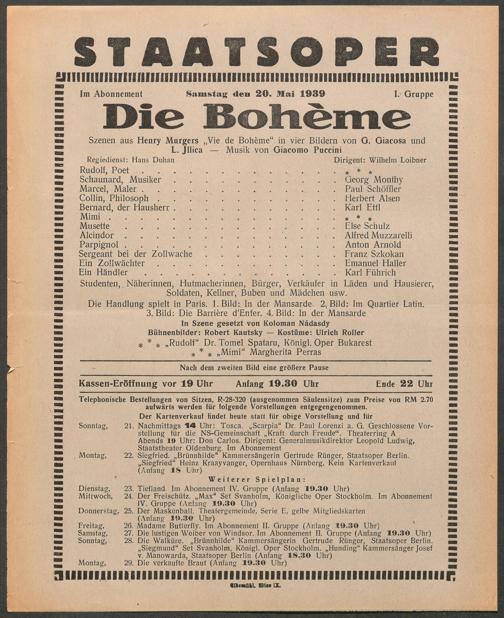 STAATSOPER
Im Abonnement Samstag den 20. Mai 1939 I. Gruppe
Die Bohème
Szenen aus Henry Murgers „Vie de Bohème" in vier Bildern von G. Giacosa und
L. Jllica — Musik von Giacomo Puccini
Regiedienst: Hans Duhan Dirigent: Wilhelm Loibner
Rudolf, Poet . . . . . . . . . . * * *
Schaunard, Musiker . . . . . . . . . . Georg Monthy
Marcel, Maler . . . . . . . . . . Paul Schöffler
Collin, Philosoph . . . . . . . . . . Herbert Alsen
Bernard, der Hausherr . . . . . . . . . . Karl Ettl
Mimi . . . . . . . . . . * * *
Musette . . . . . . . . . . Else Schulz
Alcindor . . . . . . . . . . Alfred Muzzarelli
Parpignol . . . . . . . . . . Anton Arnold
Sergeant bei der Zollwache . . . . . . . . . . Franz Szkokan
Ein Zollwächter . . . . . . . . . . Emanuel Haller
Ein Händler . . . . . . . . . . Karl Führich
Studenten, Näherinnen, Hutmacherinnen, Bürger, Verkäufer in Läden und Hausierer,
Soldaten, Kellner, Buben und Mädchen usw.
Die Handlung spielt in Paris. 1. Bild: In der Mansarde. 2. Bild: Im Quartier Latin.
3. Bild: Die Barrière d'Enfer. 4. Bild: In der Mansarde
In Szene gesetzt von Koloman Nádasdy
Bühnenbilder: Robert Kautsky — Kostüme: Ulrich Roller
* * * „Rudolf" Dr. Tomel Spataru, Königl. Oper Bukarest
* * * „Mimi" Margherita Perras
Nach dem zweiten Bild eine größere Pause
Kassen-Eröffnung vor 19 Uhr Anfang 19.30 Uhr Ende 22 Uhr
Telephonische Bestellungen von Sitzen, R-28-320 (ausgenommen Säulensitze) zum Preise von RM 2.70
aufwärts werden für folgende Vorstellungen entgegengenommen.
Der Kartenverkauf findet heute statt für obige Vorstellung und für
Sonntag, 21. Nachmittags 14 Uhr: Tosca. „Scarpia" Dr. Paul Lorenzi a. G. Geschlossene Vor-
stellung für die NS-Gemeinschaft „Kraft durch Freude". Theaterring A
Abends 19 Uhr: Don Carlos. Dirigent: Generalmusikdirektor Leopold Ludwig,
Staatstheater Oldenburg. Im Abonnement
Montag, 22. Siegfried. „Brünnhilde" Kammersängerin Gertrude Rünger, Staatsoper Berlin.
„Siegfried" Heinz Kraayvanger, Opernhaus Nürnberg. Kein Kartenverkauf
(Anfang 18 Uhr)
Weiterer Spielplan:
Dienstag, 23. Tiefland. Im Abonnement IV. Gruppe (Anfang 19.30 Uhr)
Mittwoch, 24. Der Freischütz. „Max" Set Svanholm, Königliche Oper Stockholm. Im Abonnement
IV. Gruppe (Anfang 19.30 Uhr)
Donnerstag, 25. Der Maskenball. Theatergemeinde, Serie E, gelbe Mitgliedskarten
(Anfang 19.30 Uhr)
Freitag, 26. Madame Butterfly. Im Abonnement II. Gruppe (Anfang 19.30 Uhr)
Samstag, 27. Die lustigen Weiber von Windsor. Im Abonnement II. Gruppe (Anfang 19.30 Uhr)
Sonntag, 28. Die Walküre. „Brünnhilde" Kammersängerin Gertrude Rünger, Staatsoper Berlin.
„Siegmund" Set Svanholm, Königl. Oper Stockholm. „Hunding" Kammersänger Josef
v. Manowarda, Staatsoper Berlin (Anfang 18.30 Uhr)
Montag, 29. Die verkaufte Braut (Anfang 19.30 Uhr)
Elbemühl, Wien IX.